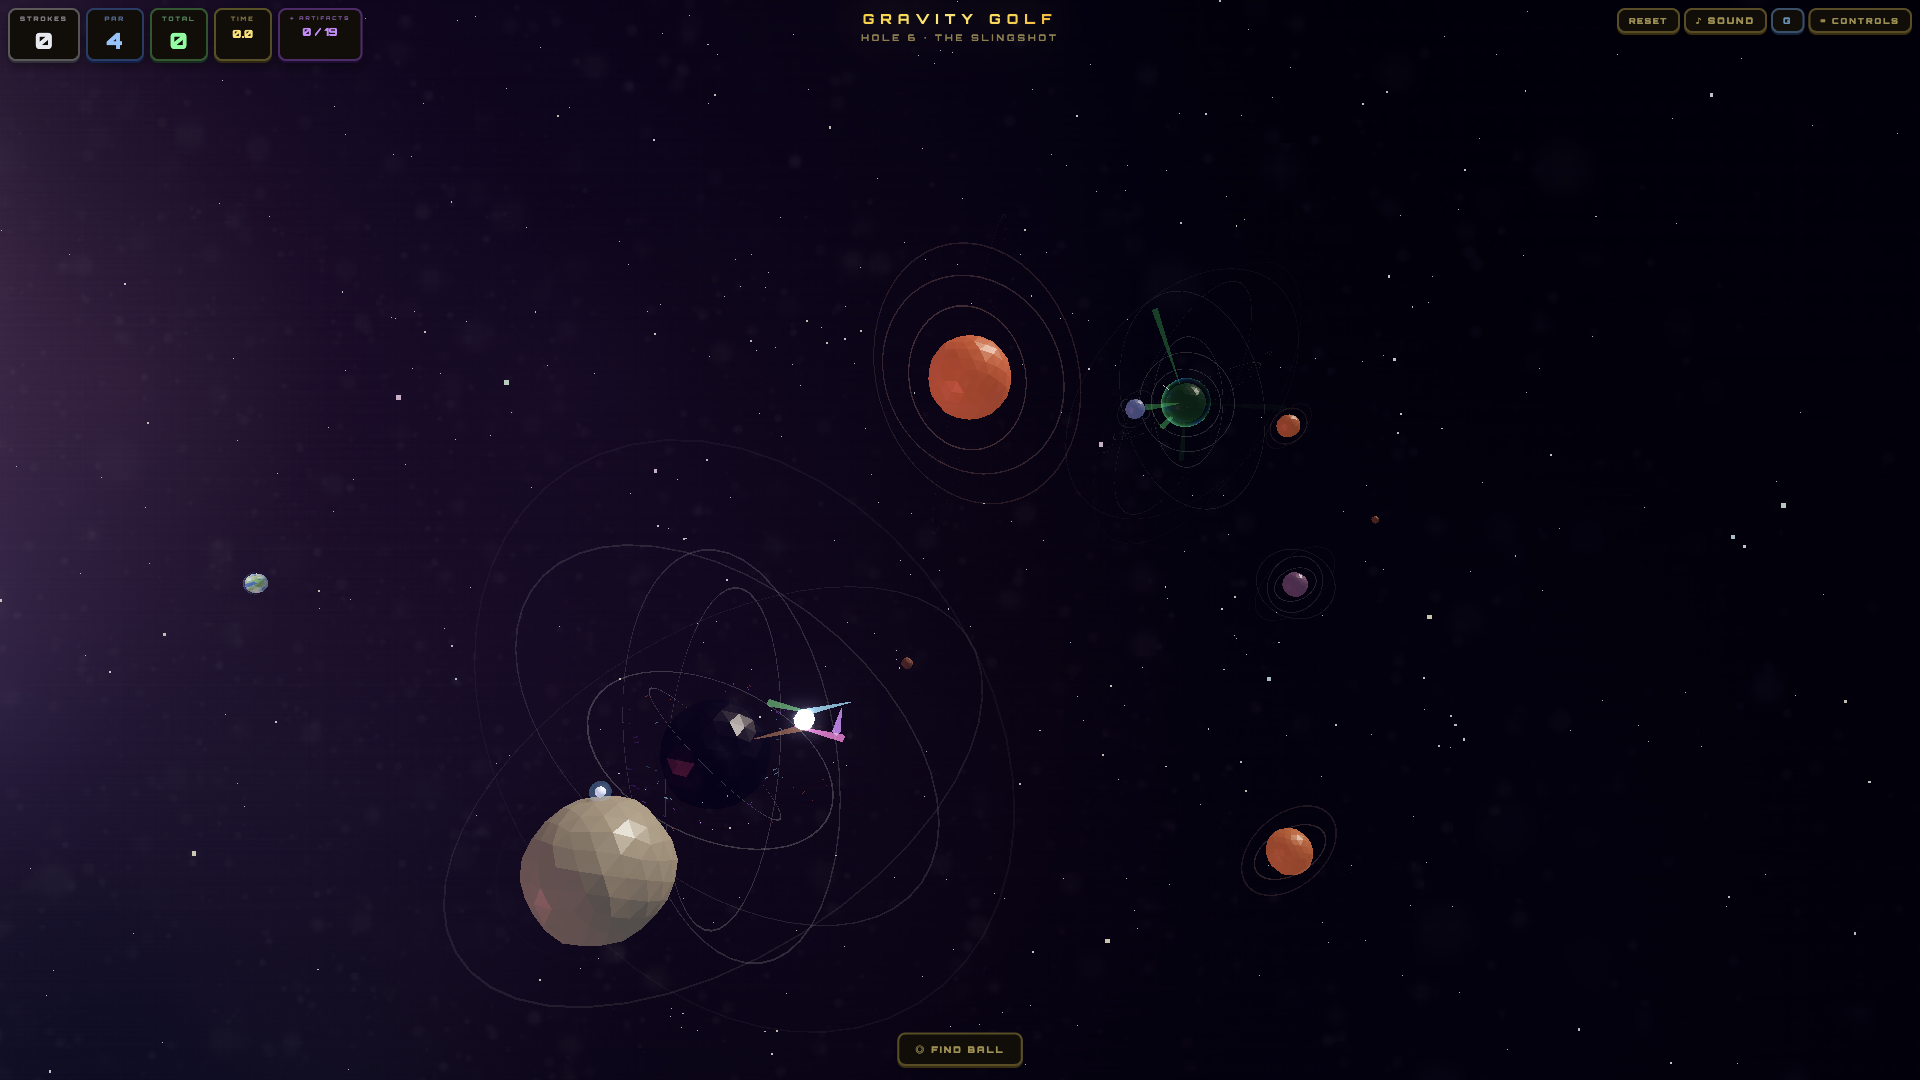 STROKES
0
PAR
4
TOTAL
0
TIME
0.0
ARTIFACTS
0 / 19
GRAVITY GOLF
HOLE 6 · THE SLINGSHOT
RESET
♪ SOUND
G
CONTROLS
FIND BALL